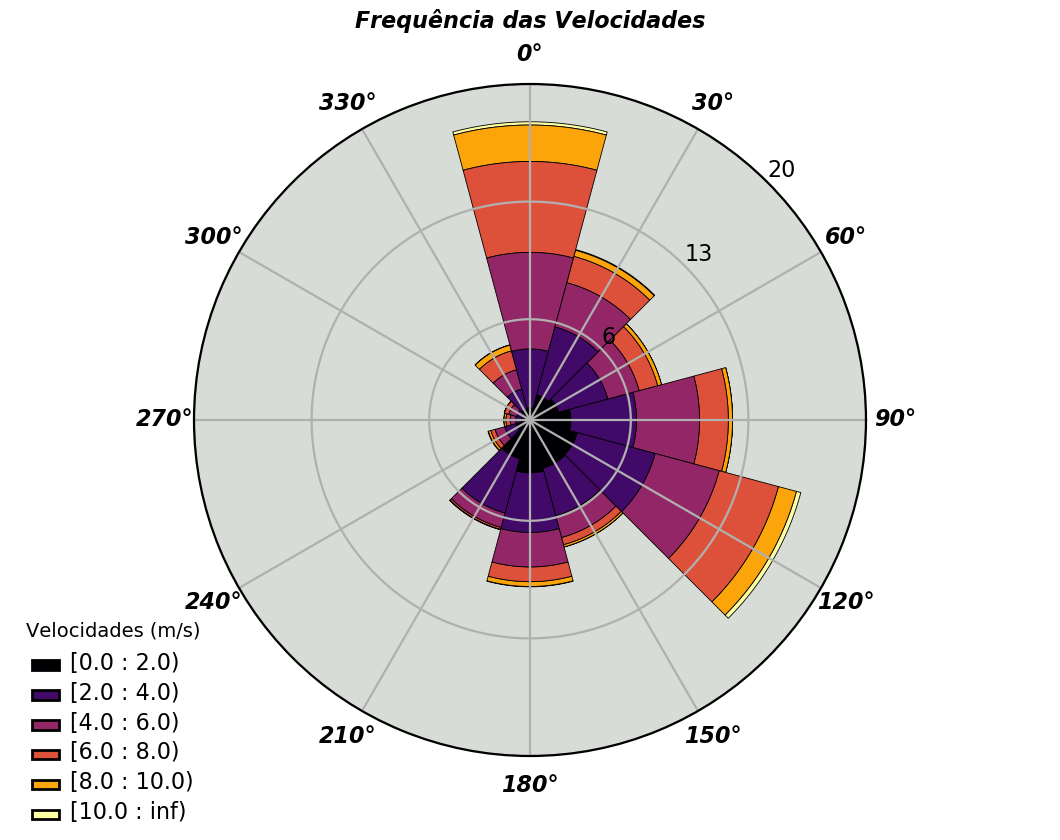 Frequência das Velocidades
0°
30°
60°
90°
120°
150°
180°
210°
240°
270°
300°
330°
6
13
20
Velocidades (m/s)
[0.0 : 2.0)
[2.0 : 4.0)
[4.0 : 6.0)
[6.0 : 8.0)
[8.0 : 10.0)
[10.0 : inf)